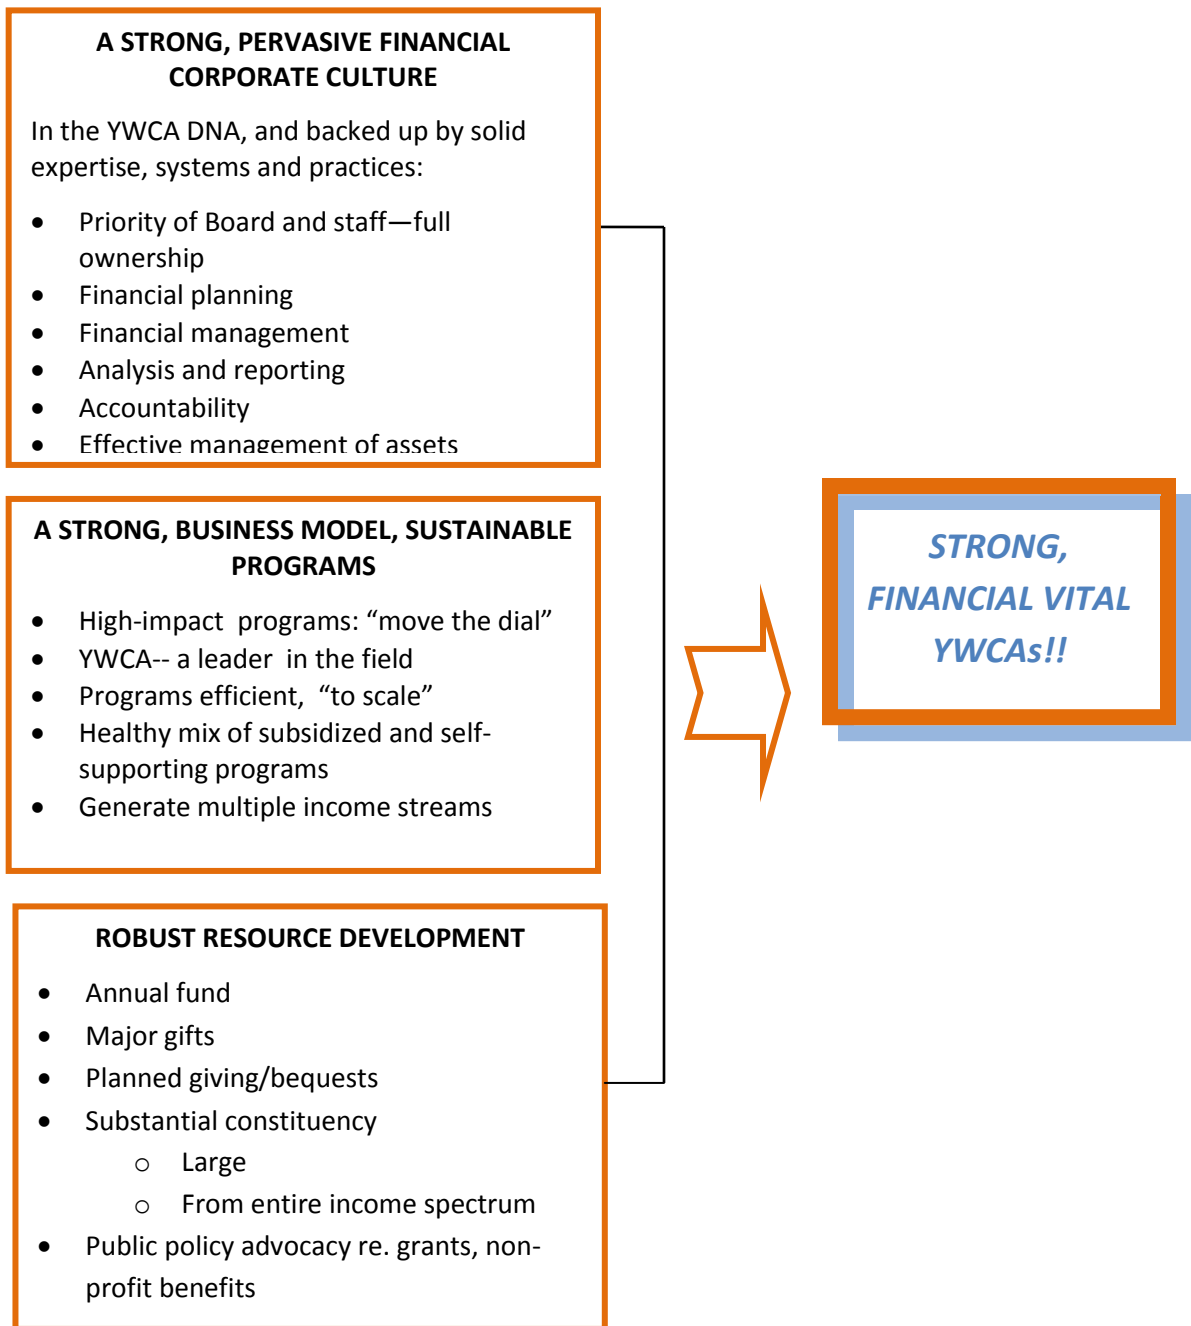 A STRONG, PERVASIVE FINANCIAL
CORPORATE CULTURE
In the YWCA DNA, and backed up by solid
expertise, systems and practices:
• Priority of Board and staff—full
ownership
• Financial planning
• Financial management
• Analysis and reporting
• Accountability
• Effective management of assets
A STRONG, BUSINESS MODEL, SUSTAINABLE
PROGRAMS
• High-impact programs: “move the dial”
• YWCA-- a leader in the field
• Programs efficient, “to scale”
• Healthy mix of subsidized and self-
supporting programs
• Generate multiple income streams
ROBUST RESOURCE DEVELOPMENT
• Annual fund
• Major gifts
• Planned giving/bequests
• Substantial constituency
o Large
o From entire income spectrum
• Public policy advocacy re. grants, non-
profit benefits
STRONG,
FINANCIAL VITAL
YWCAs!!